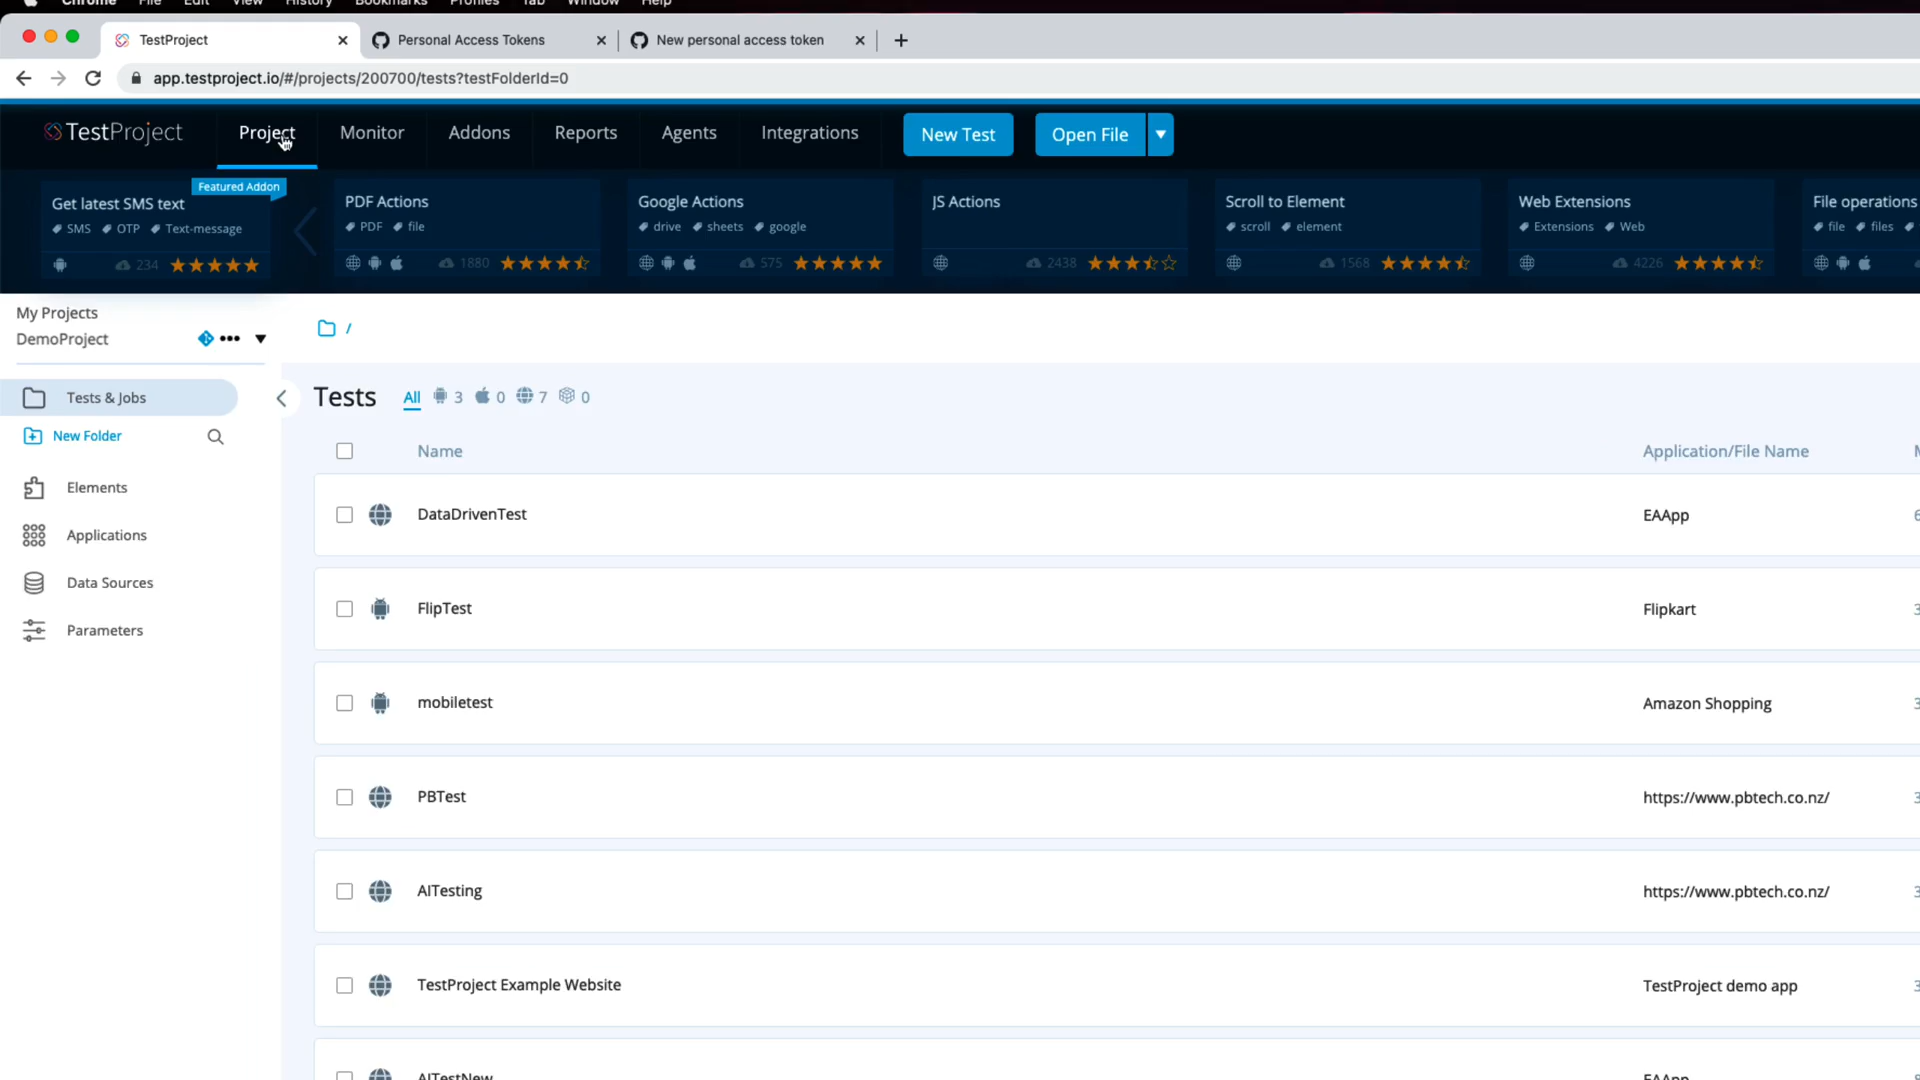 Chrome File Edit View History Bookmarks Profiles Tab Window Help
TestProject Personal Access Tokens New personal access token
app.testproject.io/#/projects/200700/tests?testFolderId=0
TestProject Project Monitor Addons Reports Agents Integrations New Test Open File
Featured Addon
Get latest SMS text PDF Actions Google Actions JS Actions Scroll to Element Web Extensions File operations
SMS OTP Text-message PDF file drive sheets google scroll element Extensions Web file files
234 1880 575 2438 1568 4226
My Projects
DemoProject
/
Tests & Jobs
Tests All 3 0 7 0
New Folder
Name Application/File Name
Elements
DataDrivenTest EAApp
Applications
Data Sources
FlipTest Flipkart
Parameters
mobiletest Amazon Shopping
PBTest https://www.pbtech.co.nz/
AITesting https://www.pbtech.co.nz/
TestProject Example Website TestProject demo app
AITestNew EAApp